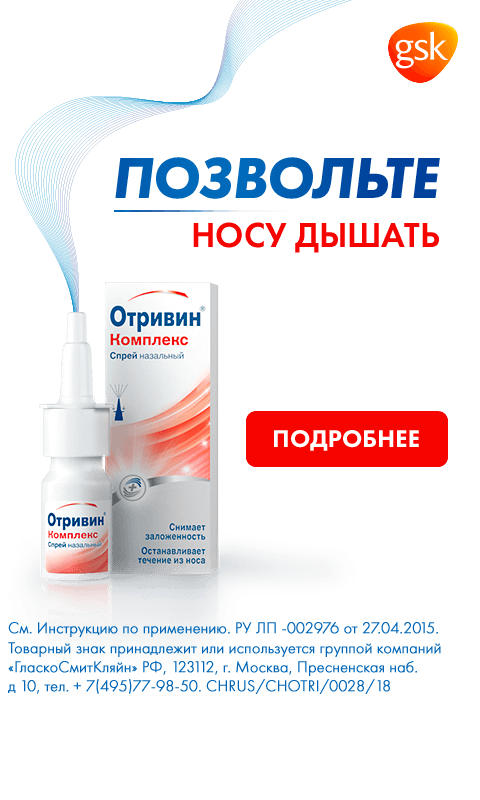 gsk
ПОЗВОЛЬТЕ
НОСУ ДЫШАТЬ
Отривин®
Комплекс
Спрей назальный
ПОДРОБНЕЕ
Отривин®
Комплекс
Спрей назальный
Снимает
заложенность
Останавливает
течение из носа
См. Инструкцию по применению. РУ ЛП -002976 от 27.04.2015.
Товарный знак принадлежит или используется группой компаний
«ГласкоСмитКляйн» РФ, 123112, г. Москва, Пресненская наб.
д 10, тел. + 7(495)77-98-50. CHRUS/CHOTRI/0028/18